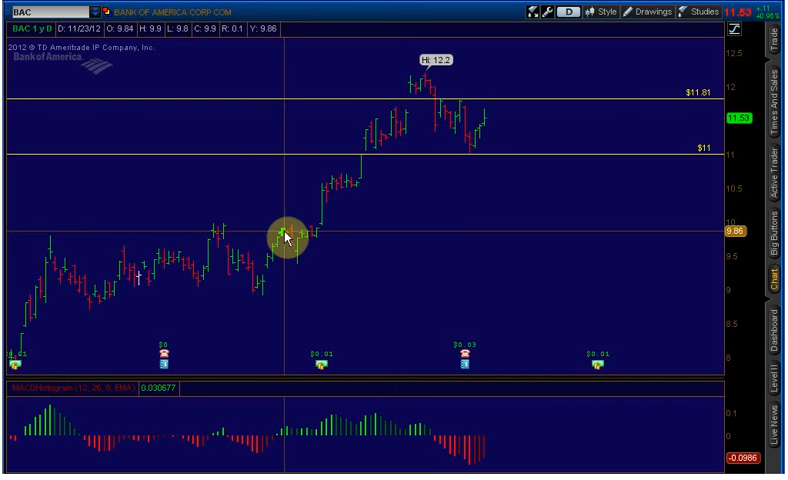 BAC BANK OF AMERICA CORP COM D Style Drawings Studies 11.53 +.11 +0.96%
BAC 1 y D D: 11/23/12 O: 9.84 H: 9.9 L: 9.8 C: 9.9 R: 0.1 Y: 9.86
2012 © TD Ameritrade IP Company, Inc.
Bank of America.
Hi: 12.2
12.5
12
$11.81
11.53
$11
11
10.5
10
9.86
9.5
9
8.5
8
$0.01 $0 $0.01 $0.03 $0.01
MACDHistogram (12, 26, 9, EMA) 0.030677
0.1
0
-0.0986
Trade
Times And Sales
Active Trader
Big Buttons
Chart
Dashboard
Level II
Live News